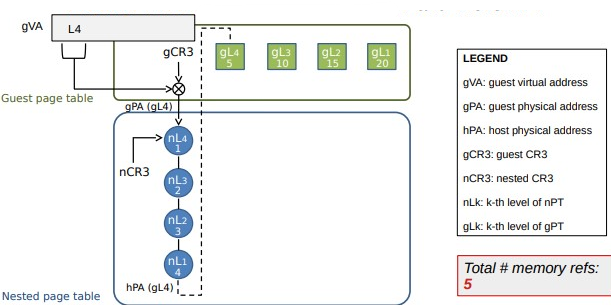 gVA
L4
gCR3
gL4
5
gL3
10
gL2
15
gL1
20
Guest page table
gPA (gL4)
nL4
1
nCR3
nL3
2
nL2
3
nL1
4
hPA (gL4)
Nested page table
LEGEND
gVA: guest virtual address
gPA: guest physical address
hPA: host physical address
gCR3: guest CR3
nCR3: nested CR3
nLk: k-th level of nPT
gLk: k-th level of gPT
Total # memory refs:
5